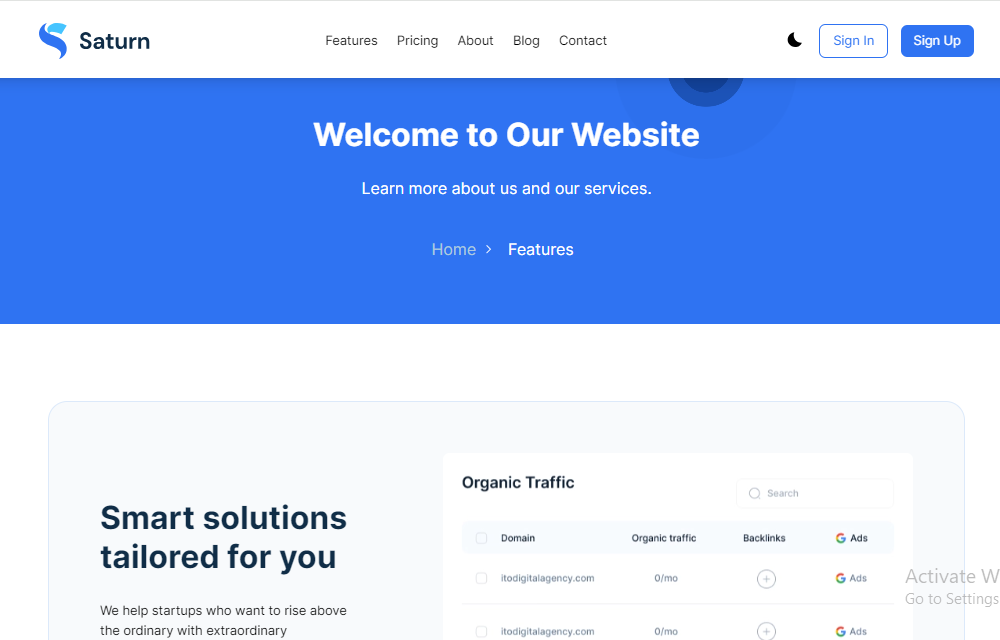 Saturn
Features Pricing About Blog Contact
Sign In
Sign Up
Welcome to Our Website
Learn more about us and our services.
Home > Features
Smart solutions
tailored for you
We help startups who want to rise above
the ordinary with extraordinary
Organic Traffic
Search
Domain Organic traffic Backlinks Ads
itodigitalagency.com 0/mo Ads
itodigitalagency.com 0/mo Ads
Activate W
Go to Settings